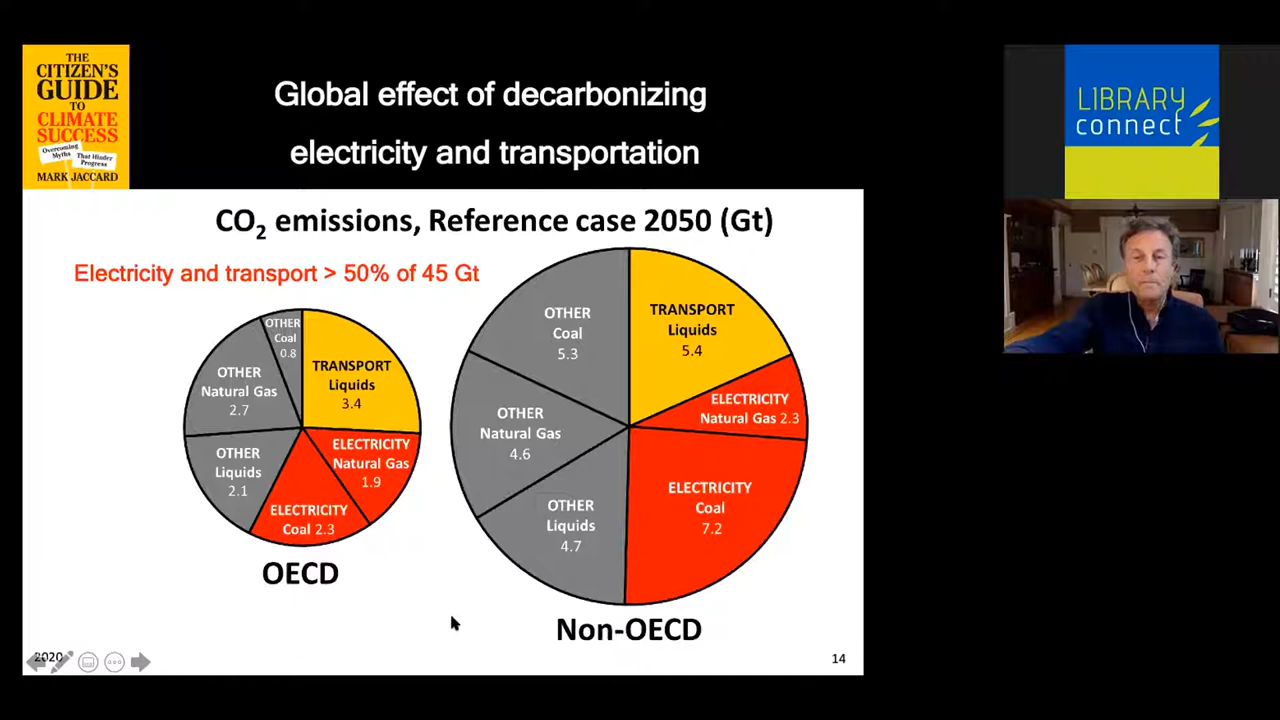 THE
CITIZEN'S
GUIDE
TO
CLIMATE
SUCCESS
Overcoming
Myths
That Hinder
Progress
MARK JACCARD
Global effect of decarbonizing
electricity and transportation
LIBRARY
connect
CO2 emissions, Reference case 2050 (Gt)
Electricity and transport > 50% of 45 Gt
OTHER
Coal
0.8
TRANSPORT
Liquids
3.4
OTHER
Natural Gas
2.7
ELECTRICITY
Natural Gas
1.9
OTHER
Liquids
2.1
ELECTRICITY
Coal 2.3
OECD
OTHER
Coal
5.3
TRANSPORT
Liquids
5.4
ELECTRICITY
Natural Gas 2.3
OTHER
Natural Gas
4.6
ELECTRICITY
Coal
7.2
OTHER
Liquids
4.7
Non-OECD
2020
14